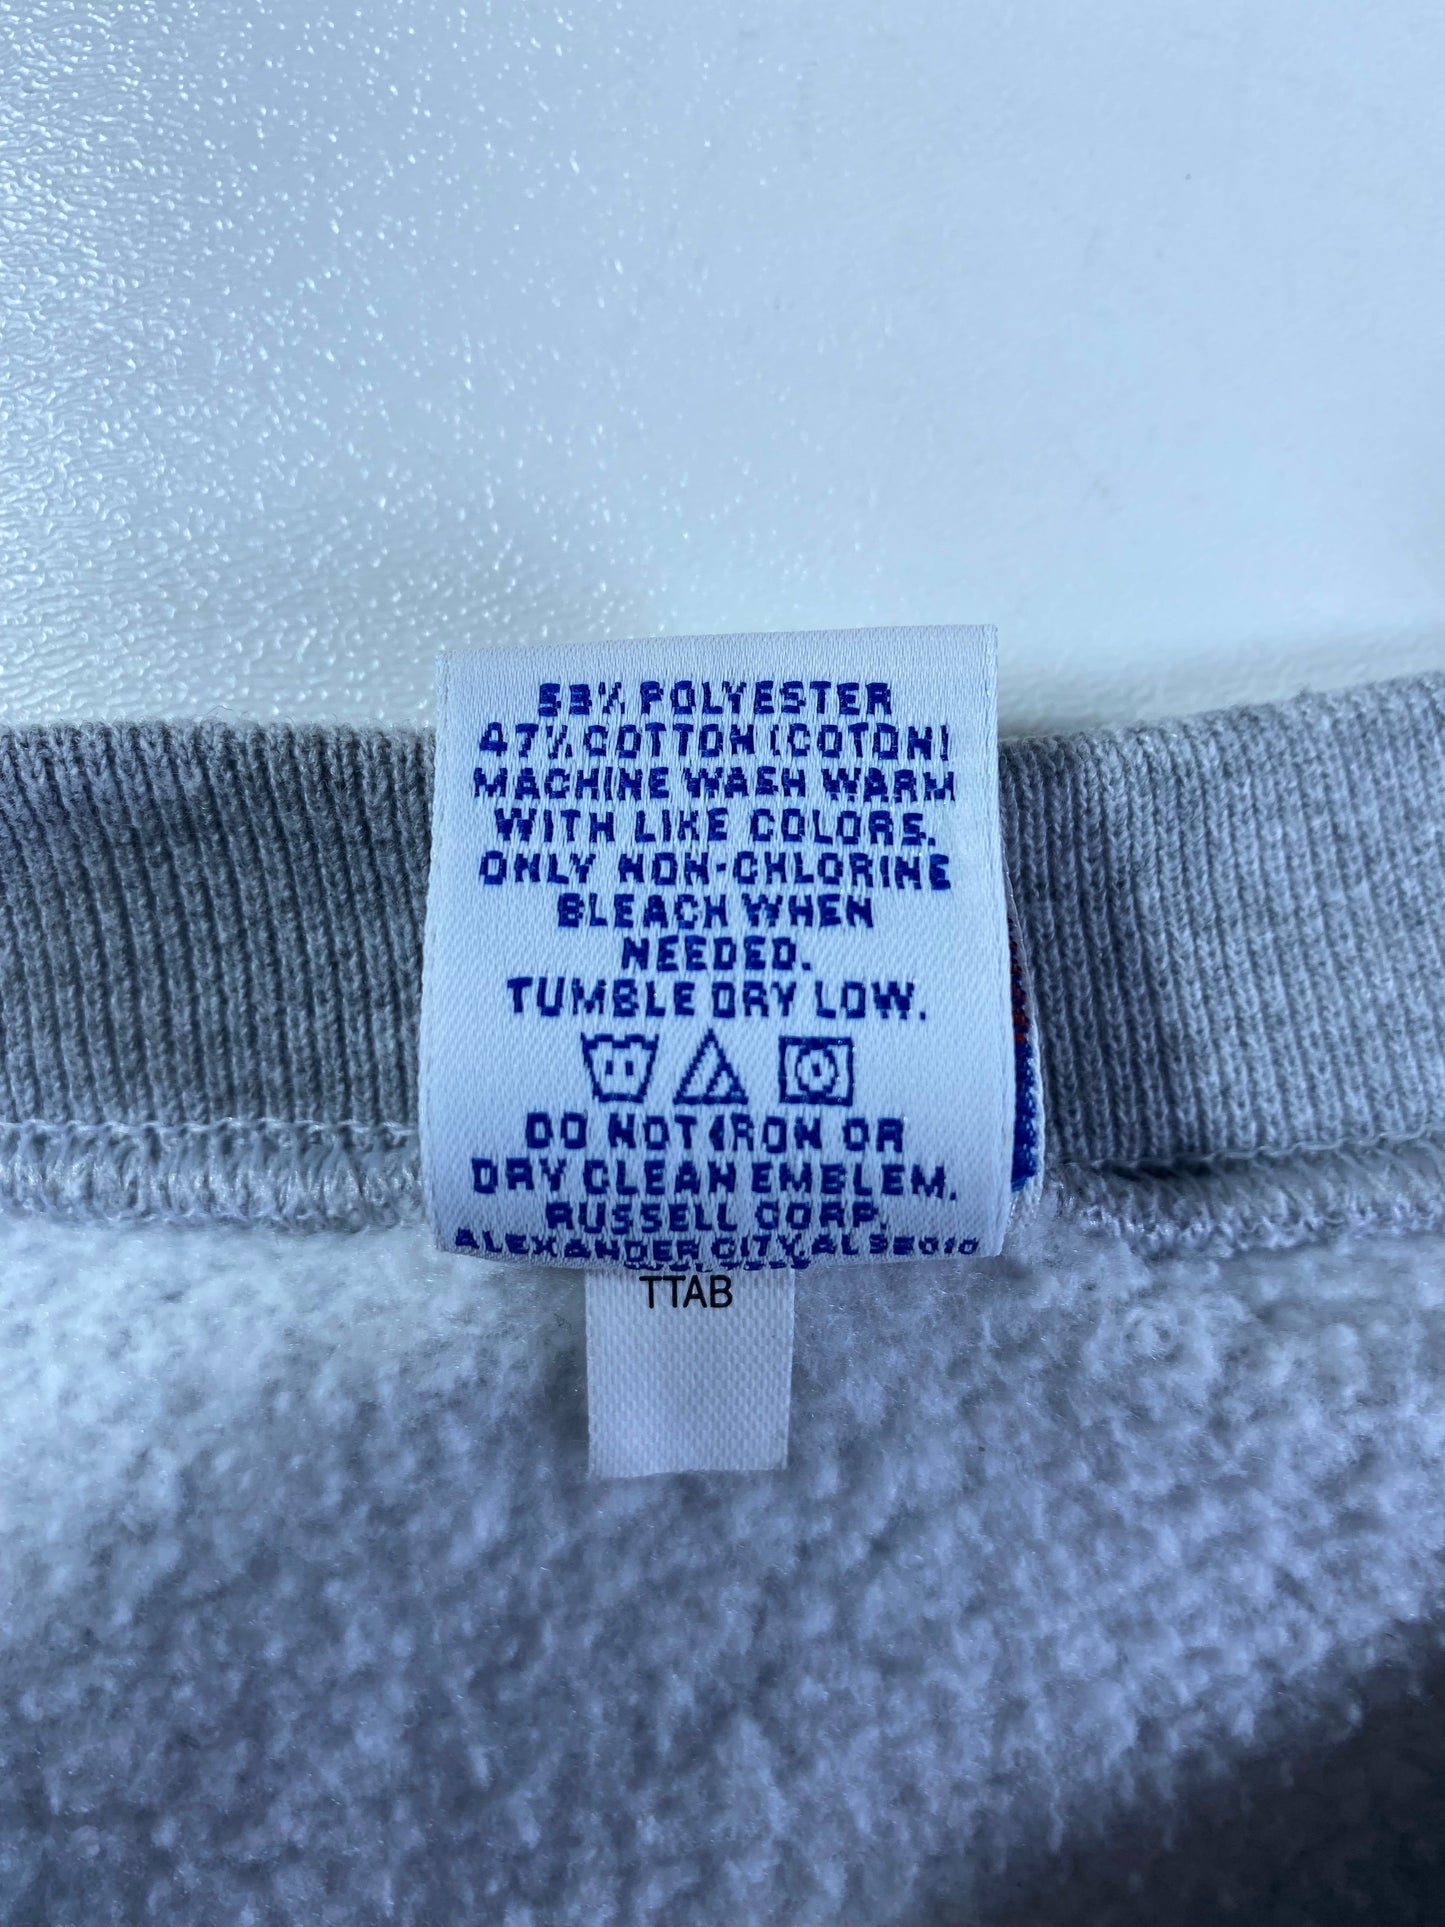 53% POLYESTER
47% COTTON (COTON)
MACHINE WASH WARM
WITH LIKE COLORS.
ONLY NON-CHLORINE
BLEACH WHEN
NEEDED.
TUMBLE DRY LOW.
DO NOT IRON OR
DRY CLEAN EMBLEM.
RUSSELL CORP.
ALEXANDER CITY, AL 35010
TTAB